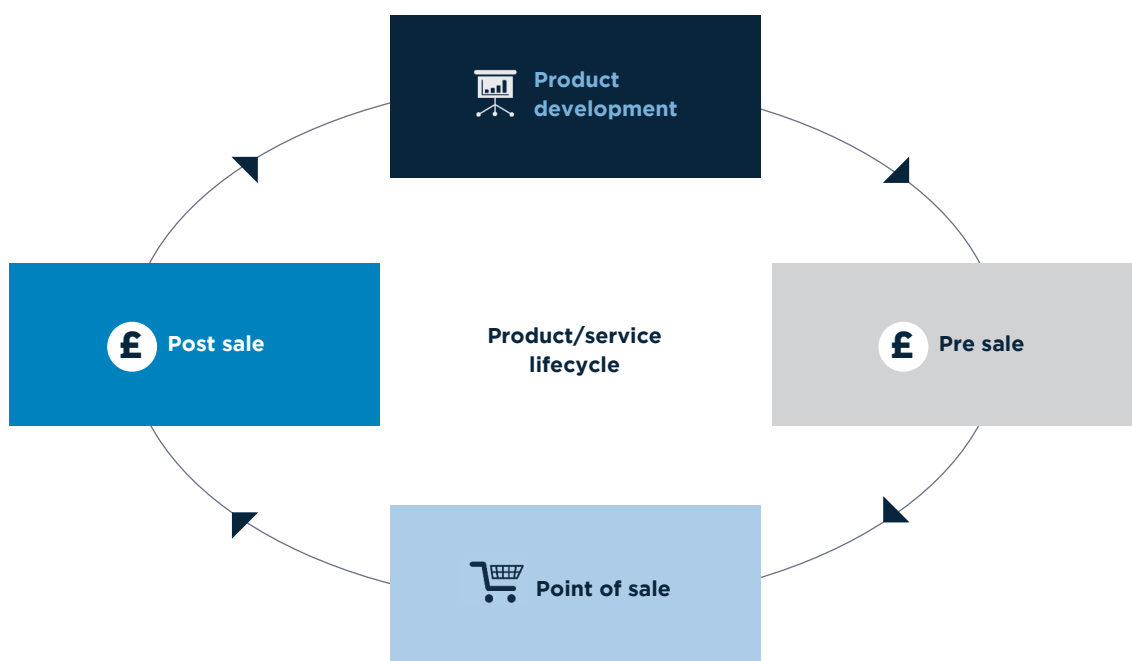 Product
development
£ Post sale
Product/service
lifecycle
£ Pre sale
Point of sale